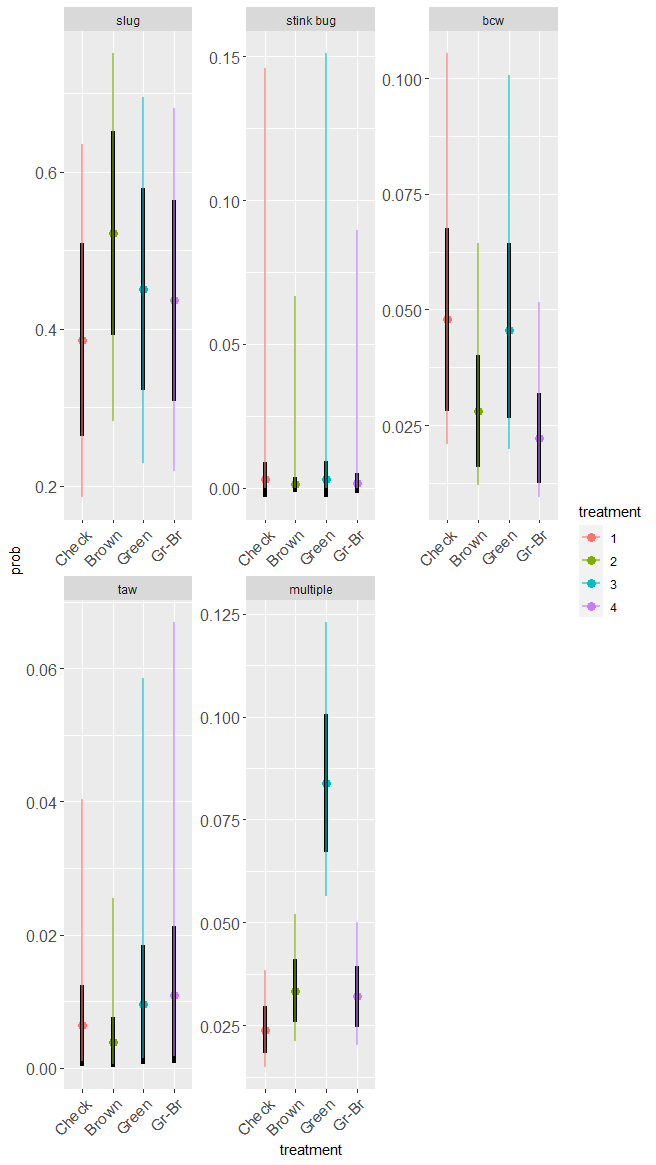 slug
stink bug
bcw
0.6
0.4
0.2
0.15
0.10
0.05
0.00
0.100
0.075
0.050
0.025
Check
Brown
Green
Gr-Br
Check
Brown
Green
Gr-Br
Check
Brown
Green
Gr-Br
prob
treatment
1
2
3
4
taw
multiple
0.06
0.04
0.02
0.00
0.125
0.100
0.075
0.050
0.025
Check
Brown
Green
Gr-Br
Check
Brown
Green
Gr-Br
treatment